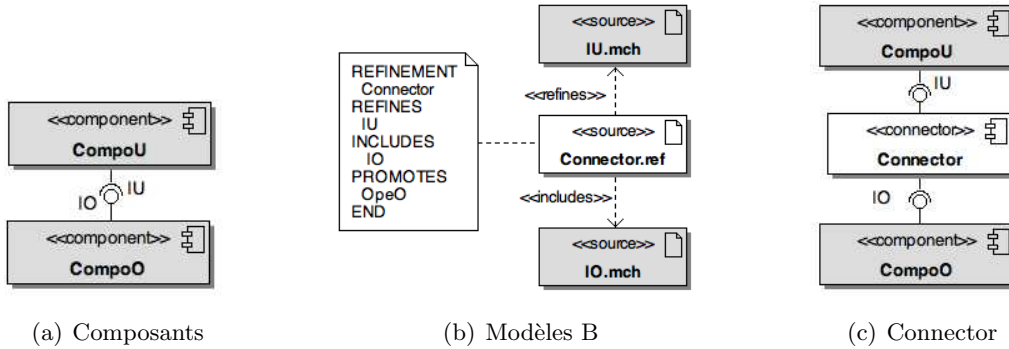 <<component>>
CompoU
IO
IU
<<component>>
CompoO
(a) Composants
REFINEMENT
Connector
REFINES
IU
INCLUDES
IO
PROMOTES
OpeO
END
<<source>>
IU.mch
<<refines>>
<<source>>
Connector.ref
<<includes>>
<<source>>
IO.mch
(b) Modèles B
<<component>>
CompoU
IU
<<connector>>
Connector
IO
<<component>>
CompoO
(c) Connector